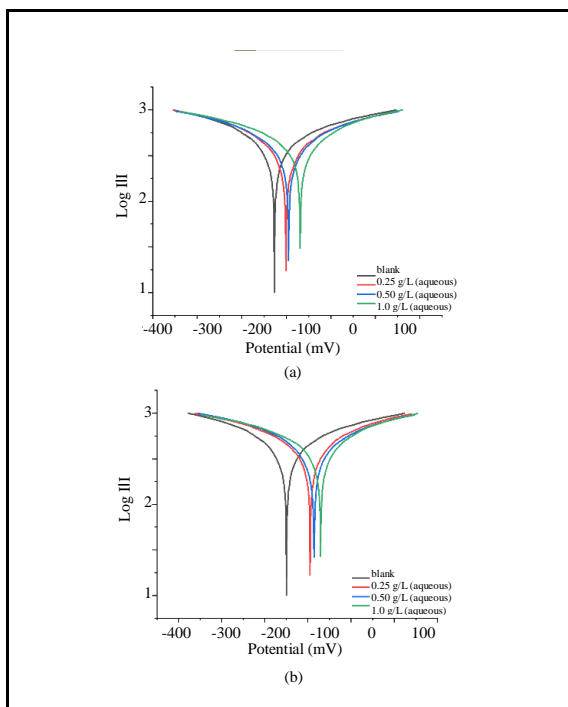 3
2
1
Log III
-400 -300 -200 -100 0 100
Potential (mV)
blank
0.25 g/L (aqueous)
0.50 g/L (aqueous)
1.0 g/L (aqueous)
(a)
3
2
1
Log IlI
-400 -300 -200 -100 0 100
Potential (mV)
blank
0.25 g/L (aqueous)
0.50 g/L (aqueous)
1.0 g/L (aqueous)
(b)